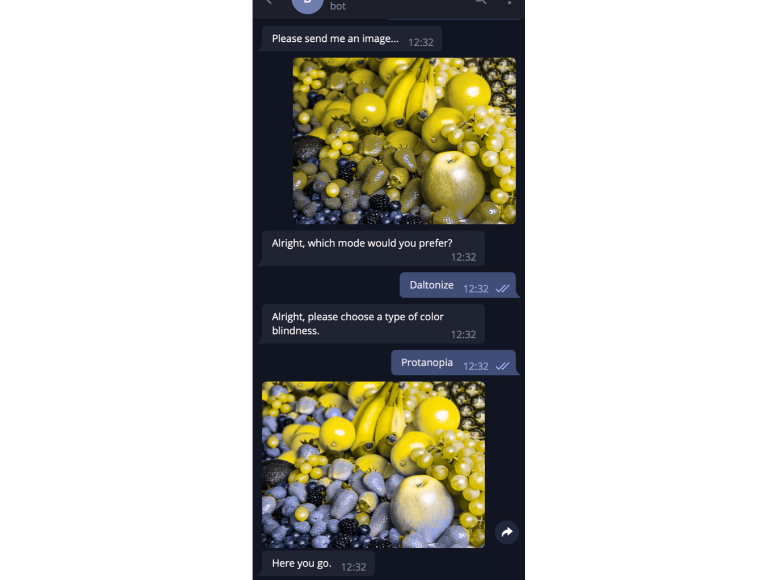 bot
Please send me an image... 12:32
Alright, which mode would you prefer?
12:32
Daltonize 12:32
Alright, please choose a type of color
blindness. 12:32
Protanopia 12:32
Here you go. 12:32